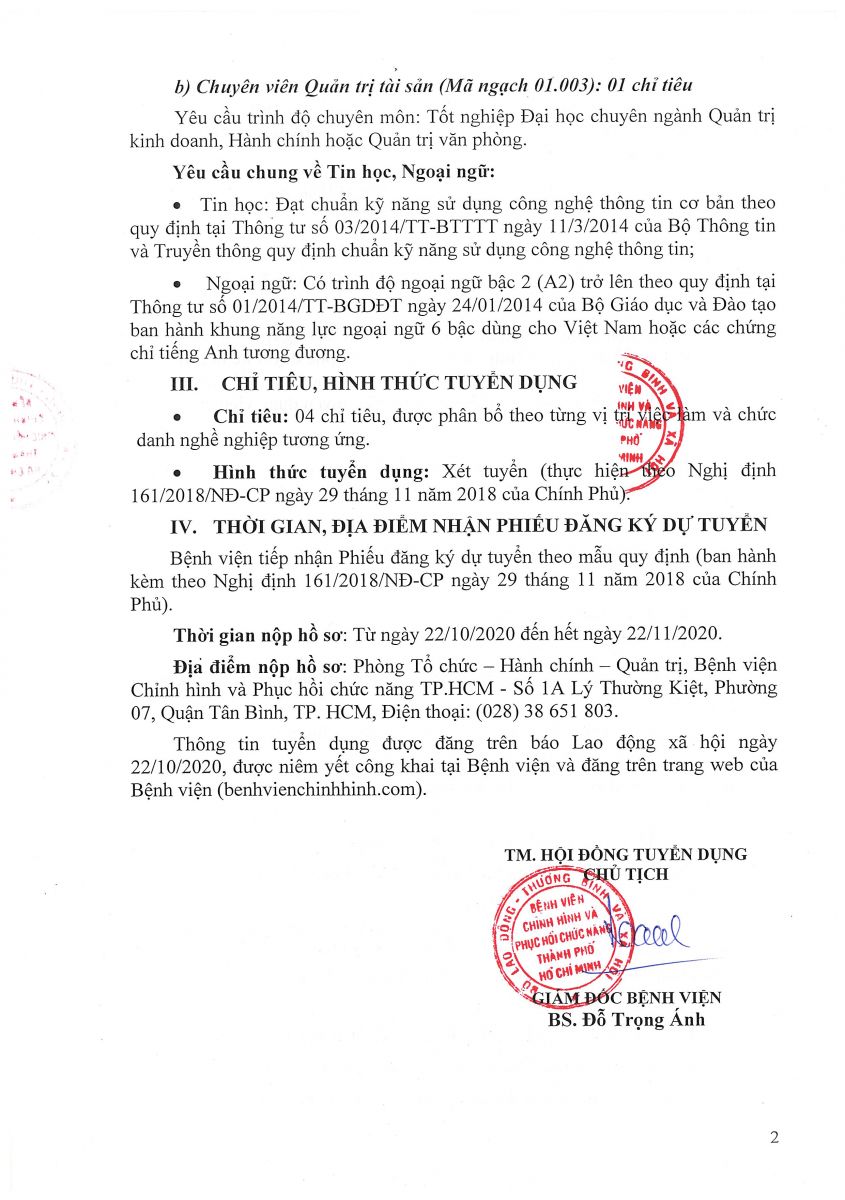 b) Chuyên viên Quản trị tài sản (Mã ngạch 01.003): 01 chỉ tiêu
Yêu cầu trình độ chuyên môn: Tốt nghiệp Đại học chuyên ngành Quản trị
kinh doanh, Hành chính hoặc Quản trị văn phòng.
Yêu cầu chung về Tin học, Ngoại ngữ:
• Tin học: Đạt chuẩn kỹ năng sử dụng công nghệ thông tin cơ bản theo
quy định tại Thông tư số 03/2014/TT-BTTTT ngày 11/3/2014 của Bộ Thông tin
và Truyền thông quy định chuẩn kỹ năng sử dụng công nghệ thông tin;
• Ngoại ngữ: Có trình độ ngoại ngữ bậc 2 (A2) trở lên theo quy định tại
Thông tư số 01/2014/TT-BGDĐT ngày 24/01/2014 của Bộ Giáo dục và Đào tạo
ban hành khung năng lực ngoại ngữ 6 bậc dùng cho Việt Nam hoặc các chứng
chỉ tiếng Anh tương đương.
III. CHỈ TIÊU, HÌNH THỨC TUYỂN DỤNG
• Chỉ tiêu: 04 chỉ tiêu, được phân bổ theo từng vị trí việc làm và chức
danh nghề nghiệp tương ứng.
• Hình thức tuyển dụng: Xét tuyển (thực hiện theo Nghị định
161/2018/NĐ-CP ngày 29 tháng 11 năm 2018 của Chính Phủ).
IV. THỜI GIAN, ĐỊA ĐIỂM NHẬN PHIẾU ĐĂNG KÝ DỰ TUYỂN
Bệnh viện tiếp nhận Phiếu đăng ký dự tuyển theo mẫu quy định (ban hành
kèm theo Nghị định 161/2018/NĐ-CP ngày 29 tháng 11 năm 2018 của Chính
Phủ).
Thời gian nộp hồ sơ: Từ ngày 22/10/2020 đến hết ngày 22/11/2020.
Địa điểm nộp hồ sơ: Phòng Tổ chức – Hành chính – Quản trị, Bệnh viện
Chỉnh hình và Phục hồi chức năng TP.HCM - Số 1A Lý Thường Kiệt, Phường
07, Quận Tân Bình, TP. HCM, Điện thoại: (028) 38 651 803.
Thông tin tuyển dụng được đăng trên báo Lao động xã hội ngày
22/10/2020, được niêm yết công khai tại Bệnh viện và đăng trên trang web của
Bệnh viện (benhvienchinhhinh.com).
TM. HỘI ĐỒNG TUYỂN DỤNG
CHỦ TỊCH
BỘ LAO ĐỘNG - THƯƠNG BINH VÀ XÃ HỘI
BỆNH VIỆN
CHỈNH HÌNH VÀ
PHỤC HỒI CHỨC NĂNG
THÀNH PHỐ
HỒ CHÍ MINH
GIÁM ĐỐC BỆNH VIỆN
BS. Đỗ Trọng Ánh
2